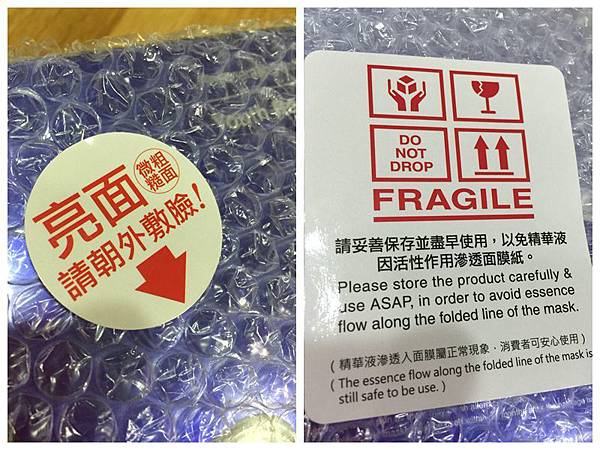 亮面
微粗
糙面
請朝外敷臉!
DO
NOT
DROP
FRAGILE
請妥善保存並盡早使用,以免精華液
因活性作用滲透面膜紙。
Please store the product carefully &
use ASAP, in order to avoid essence
flow along the folded line of the mask.
(精華液滲透入面膜屬正常現象,消費者可安心使用)
(The essence flow along the folded line of the mask is
still safe to be use.)